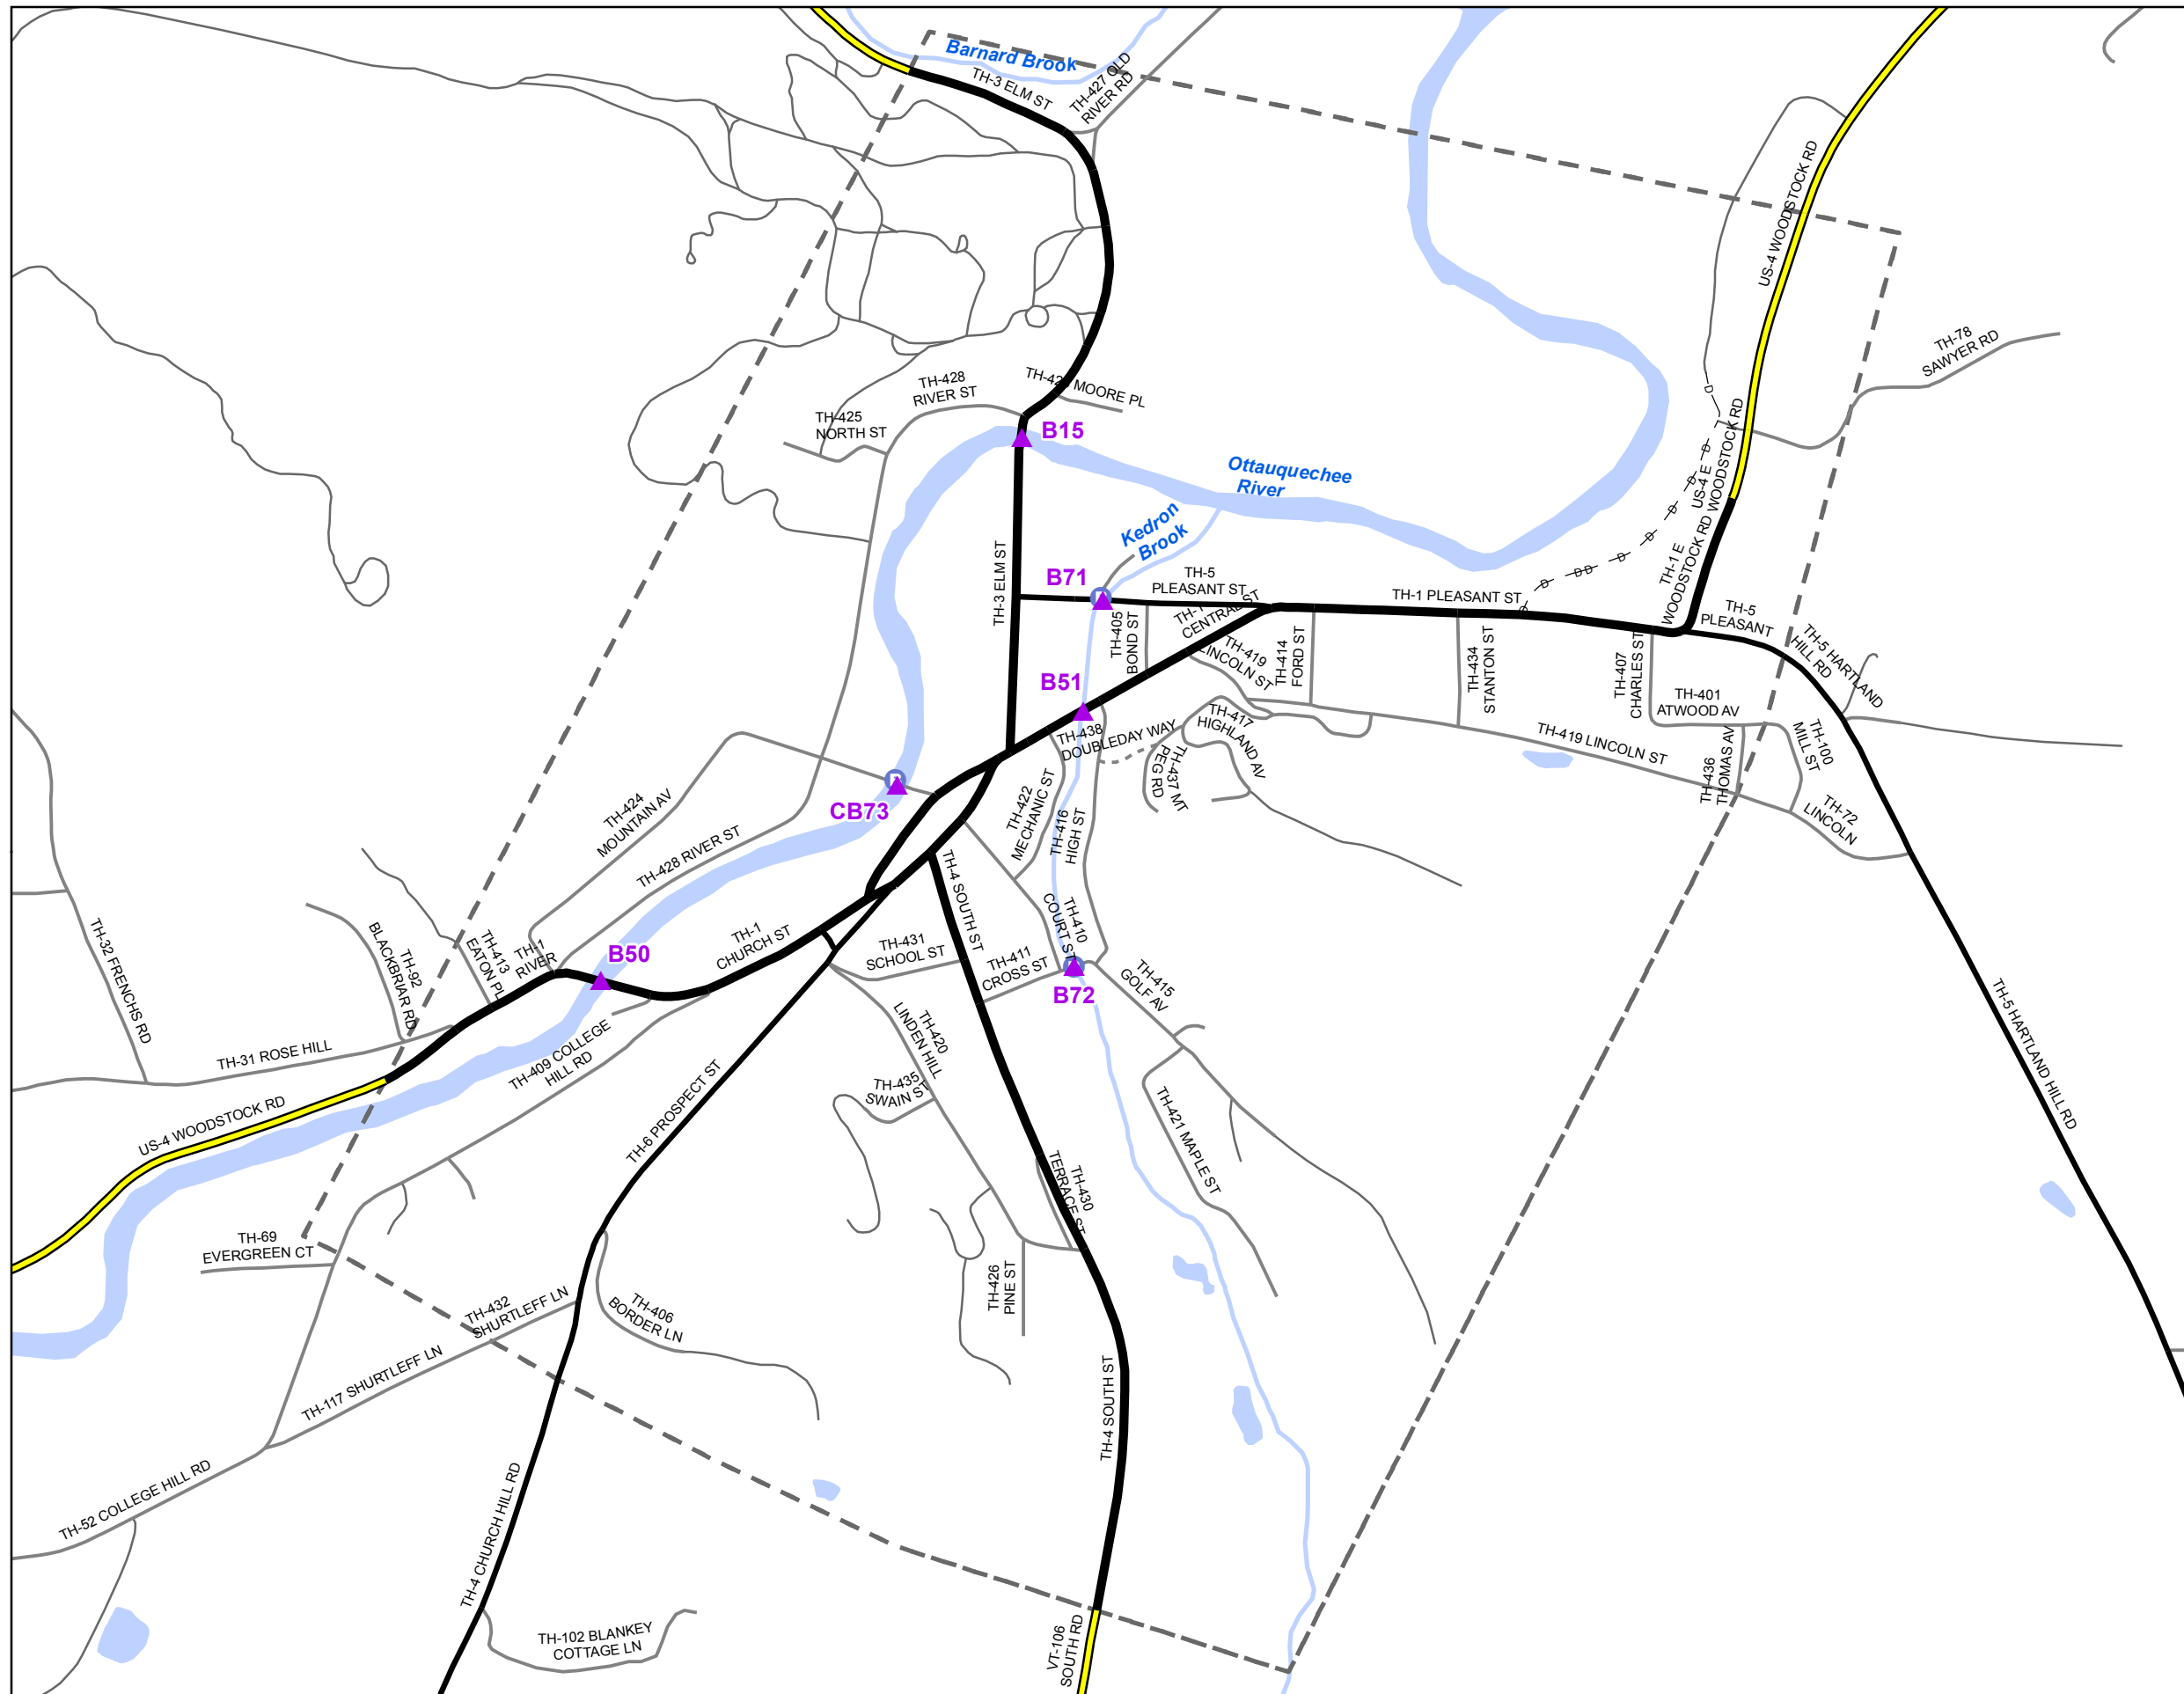 Barnard Brook
TH-3 ELM ST
TH-427 OLD
RIVER RD
US-4 WOODSTOCK RD
TH-78
SAWYER RD
TH-428
RIVER ST
MOORE PL
TH-425
NORTH ST
B15
Ottauquechee
River
Kedron
Brook
US-4 E
WOODSTOCK RD
TH-1 E
WOODSTOCK RD
D
D
D
D
D
D
D
D
D
D
TH-3 ELM ST
B71
TH-5
PLEASANT ST
TH-1
CENTRAL ST
TH-1 PLEASANT ST
TH-5
PLEASANT
TH-5 HARTLAND
HILL RD
TH-405
BOND ST
TH-419
LINCOLN ST
TH-414
FORD ST
TH-434
STANTON ST
TH-407
CHARLES ST
TH-401
ATWOOD AV
B51
TH-438
DOUBLEDAY WAY
TH-417
HIGHLAND AV
TH-437 MT
PEG RD
TH-419 LINCOLN ST
TH-436
THOMAS AV
TH-100
MILL ST
TH-72
LINCOLN
CB73
TH-424
MOUNTAIN AV
TH-428 RIVER ST
TH-422
MECHANIC ST
TH-416
HIGH ST
TH-4 SOUTH ST
TH-410
COURT ST
TH-32 FRENCHS RD
TH-92
BLACKBRIAR RD
TH-413
EATON PL
TH-1
RIVER
B50
TH-1
CHURCH ST
TH-431
SCHOOL ST
TH-411
CROSS ST
B72
TH-415
GOLF AV
TH-5 HARTLAND HILL RD
TH-31 ROSE HILL
TH-409 COLLEGE
HILL RD
TH-420
LINDEN HILL
TH-435
SWAIN ST
US-4 WOODSTOCK RD
TH-6 PROSPECT ST
TH-421 MAPLE ST
TH-430
TERRACE ST
TH-69
EVERGREEN CT
TH-426
PINE ST
TH-432
SHURTLEFF LN
TH-406
BORDER LN
TH-117 SHURTLEFF LN
TH-4 SOUTH ST
TH-52 COLLEGE HILL RD
TH-4 CHURCH HILL RD
TH-102 BLANKEY
COTTAGE LN
VT-106
SOUTH RD